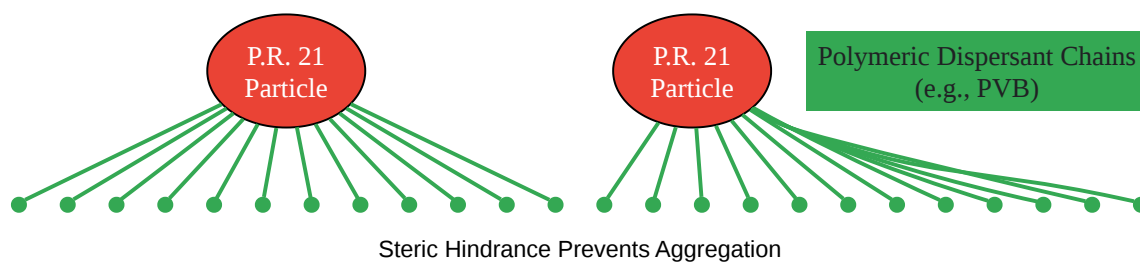 P.R. 21
Particle
P.R. 21
Particle
Polymeric Dispersant Chains
(e.g., PVB)
Steric Hindrance Prevents Aggregation